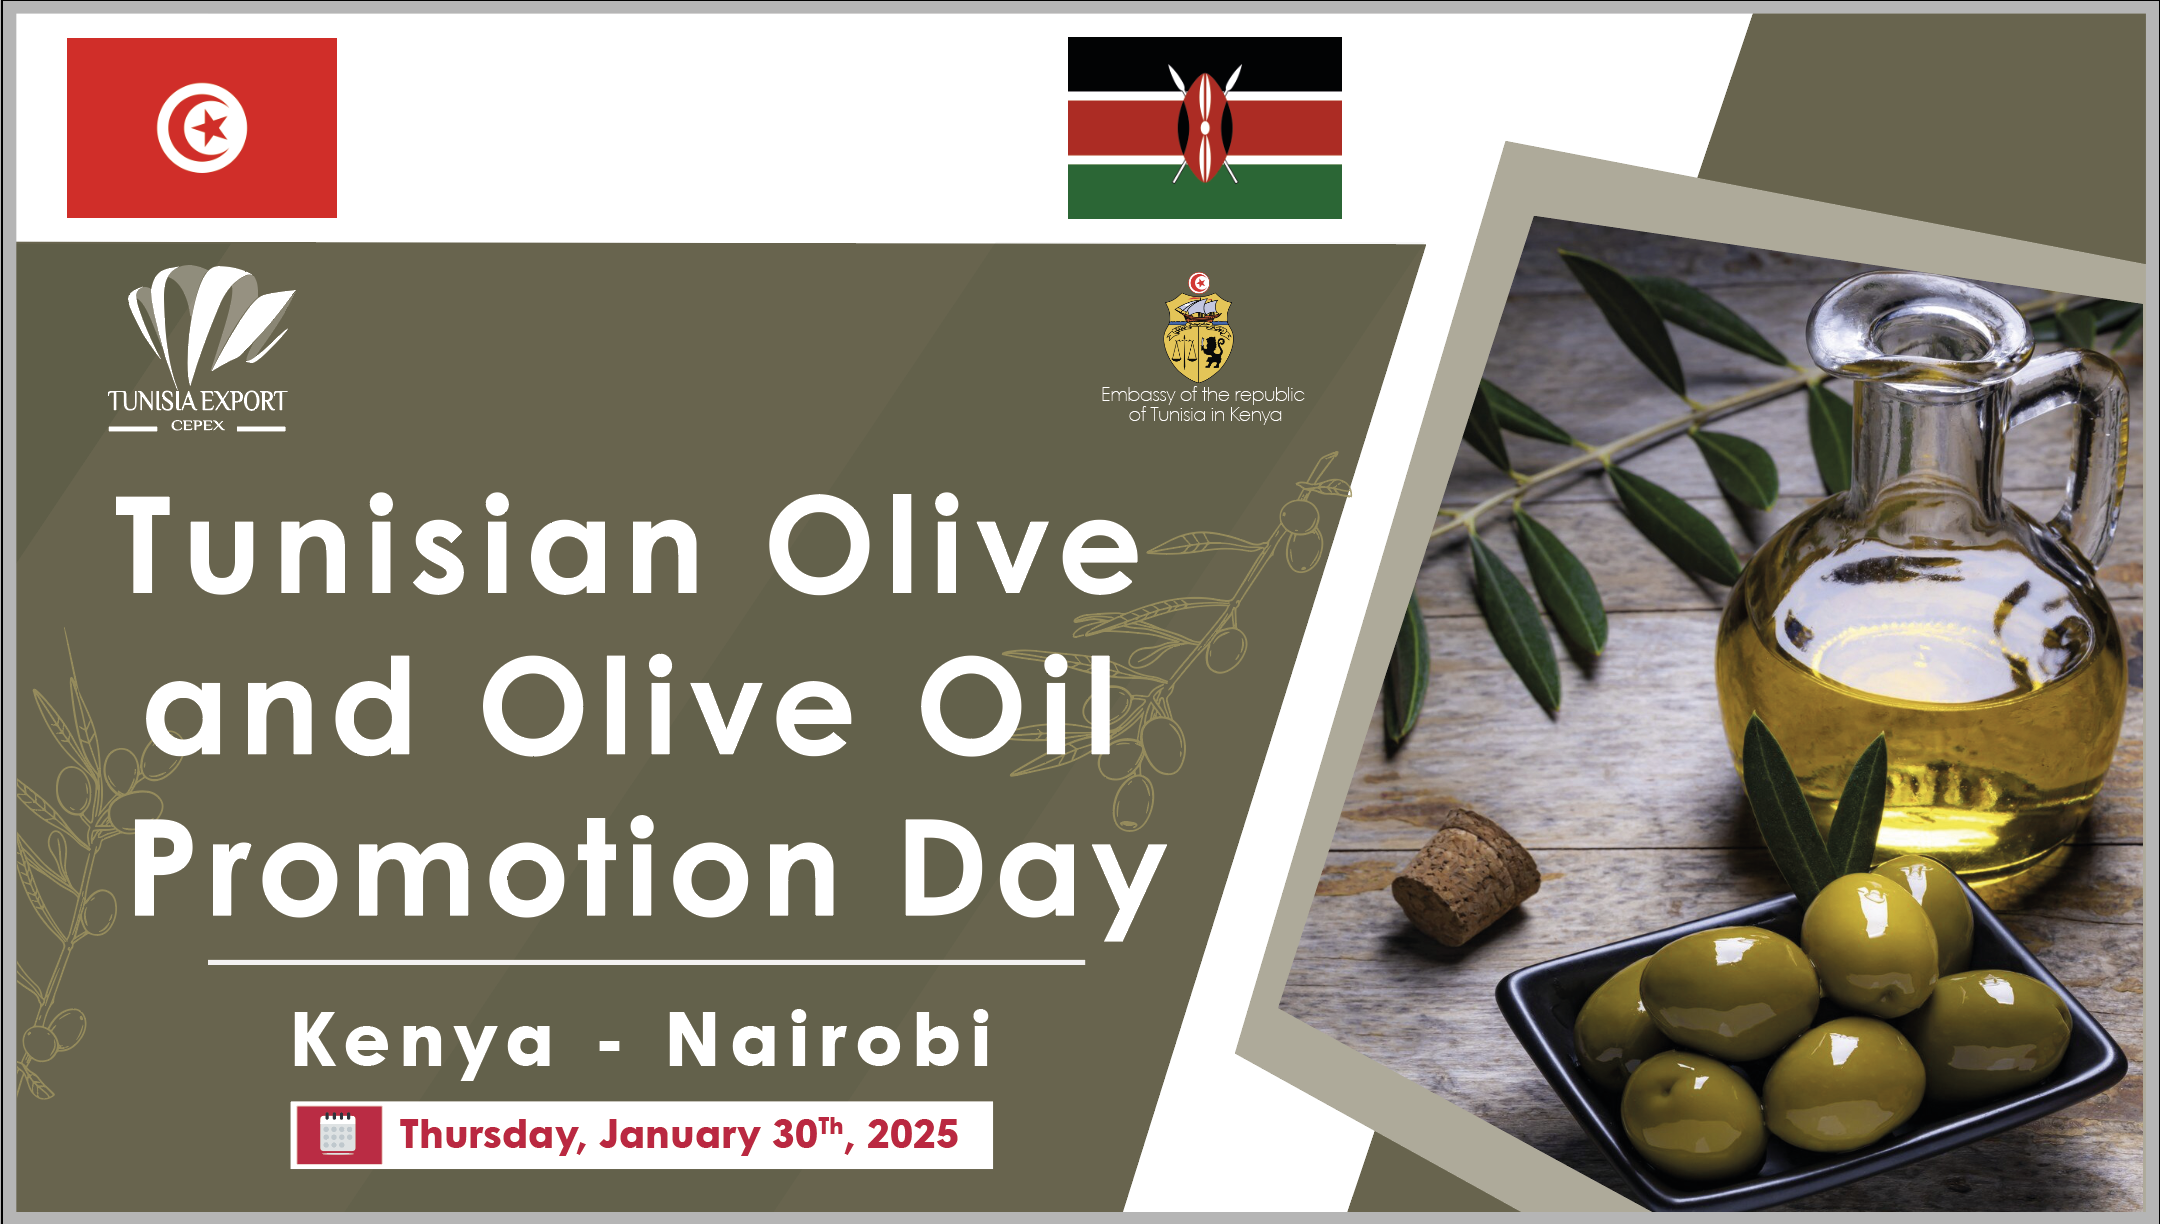 TUNISIA EXPORT
CEPEX
Embassy of the republic
of Tunisia in Kenya
Tunisian Olive
and Olive Oil
Promotion Day
Kenya - Nairobi
Thursday, January 30Th, 2025